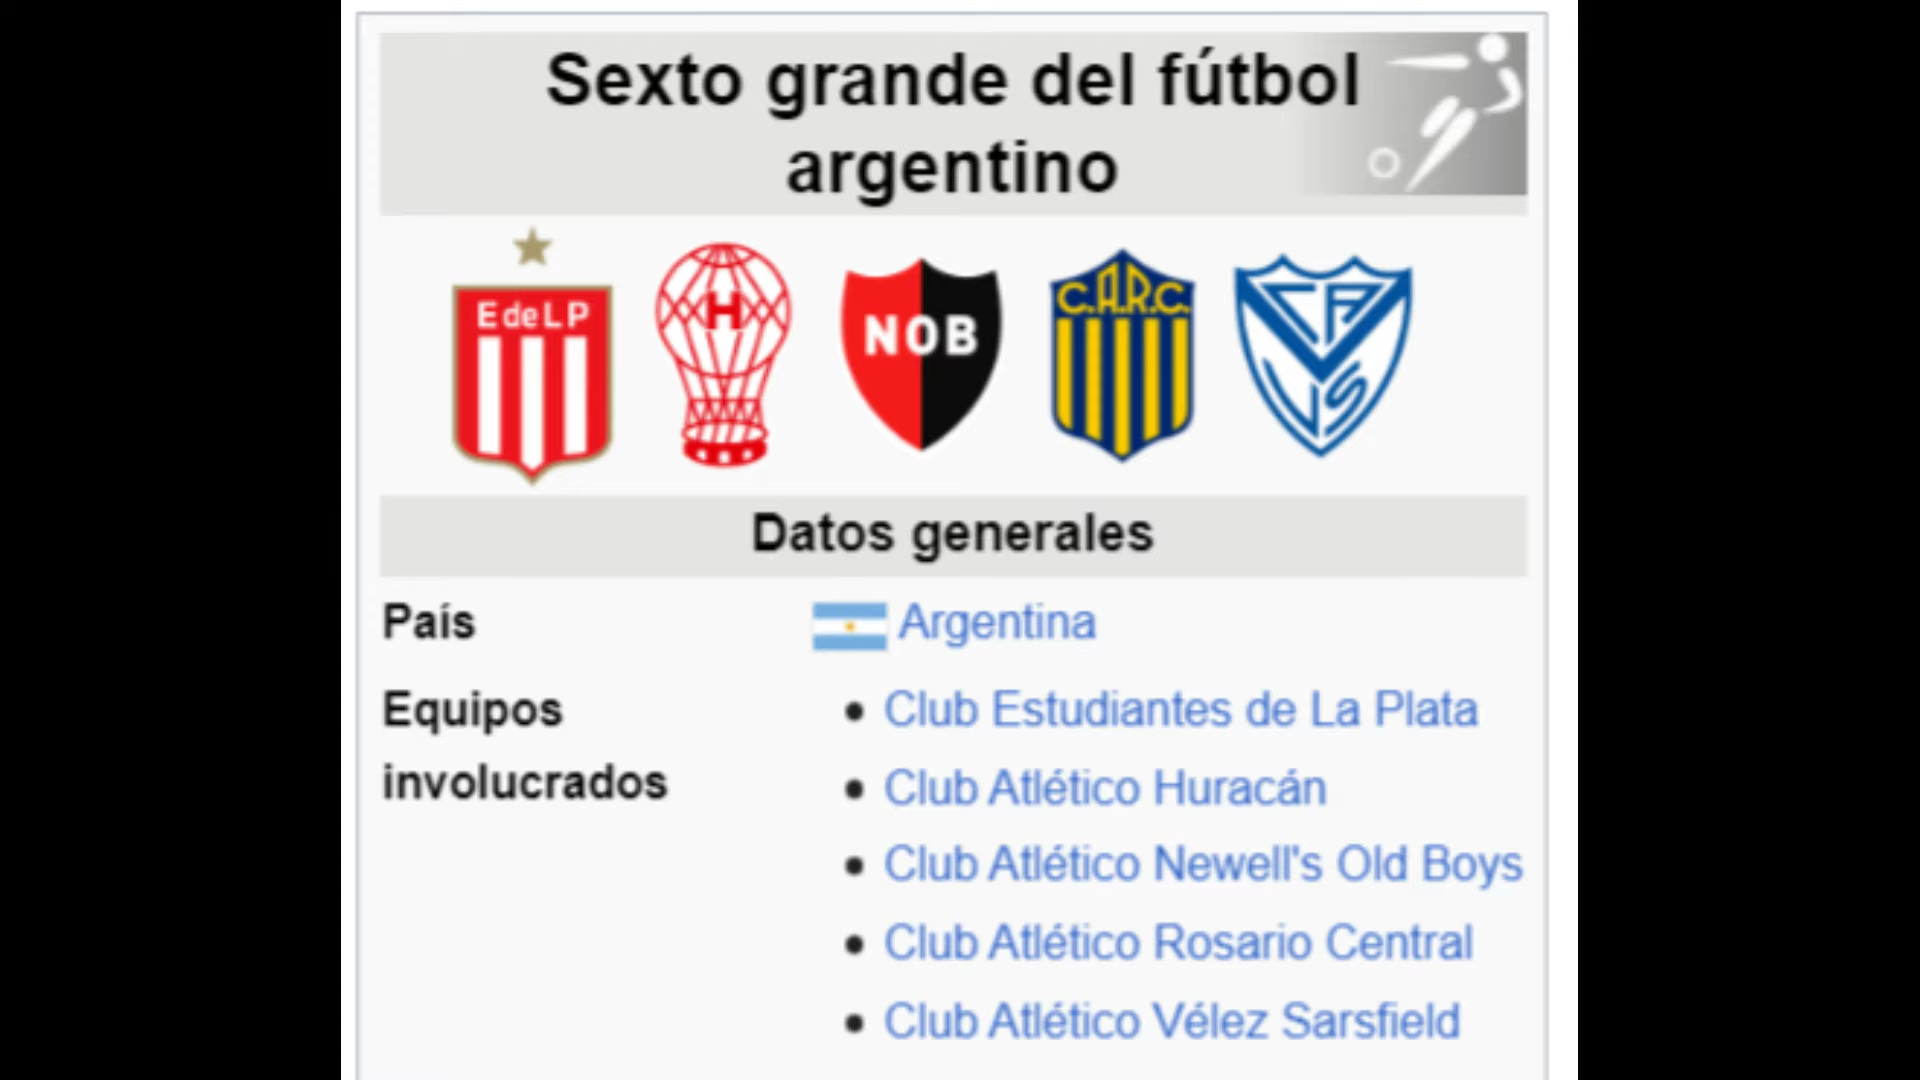 Sexto grande del fútbol
argentino
E de L P
H
NOB
C.A.R.C.
CAVS
Datos generales
País Argentina
Equipos
involucrados
• Club Estudiantes de La Plata
• Club Atlético Huracán
• Club Atlético Newell's Old Boys
• Club Atlético Rosario Central
• Club Atlético Vélez Sarsfield